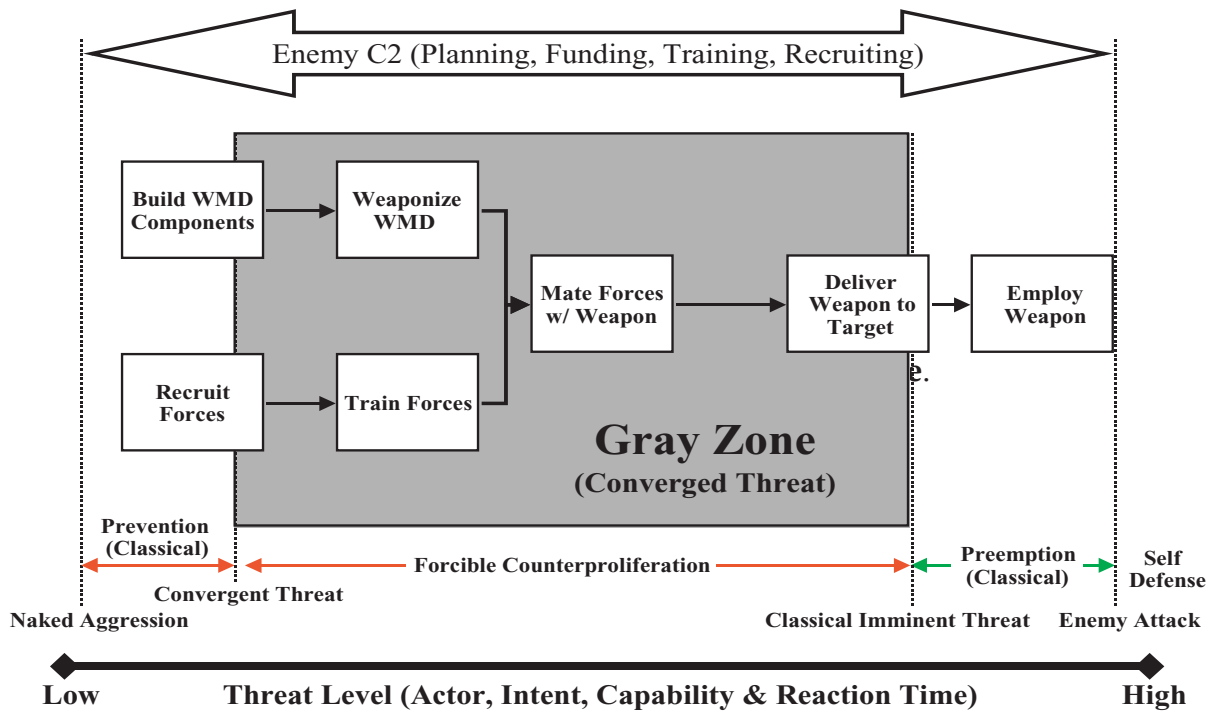 Enemy C2 (Planning, Funding, Training, Recruiting)
Build WMD
Components
Weaponize
WMD
Mate Forces
w/ Weapon
Deliver
Weapon to
Target
Employ
Weapon
e.
Recruit
Forces
Train Forces
Gray Zone
(Converged Threat)
Prevention
(Classical)
Forcible Counterproliferation
Preemption
(Classical)
Self
Defense
Convergent Threat
Naked Aggression
Classical Imminent Threat
Enemy Attack
Low
Threat Level (Actor, Intent, Capability & Reaction Time)
High